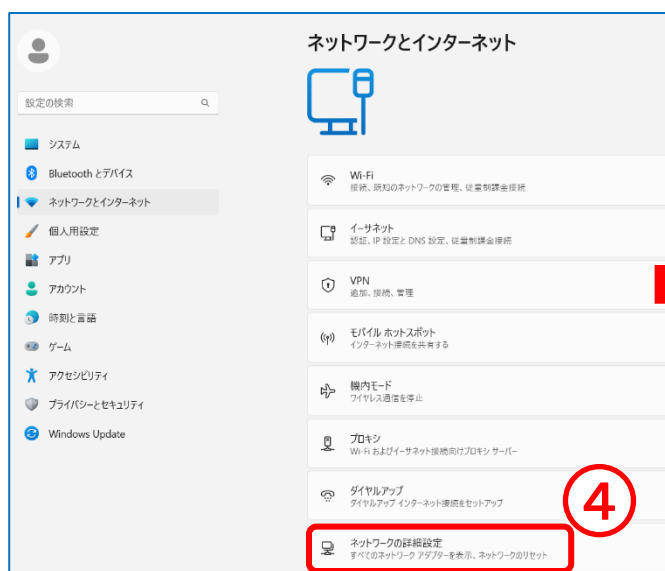 ネットワークとインターネット
設定の検索
システム
Bluetooth とデバイス
ネットワークとインターネット
個人用設定
アプリ
アカウント
時刻と言語
ゲーム
アクセシビリティ
プライバシーとセキュリティ
Windows Update
Wi-Fi
接続、既知のネットワークの管理、従量制課金接続
イーサネット
認証、IP 設定と DNS 設定、従量制課金接続
VPN
追加、接続、管理
モバイル ホットスポット
インターネット接続を共有する
機内モード
ワイヤレス通信を停止
プロキシ
Wi-Fi およびイーサネット接続向けプロキシ サーバー
ダイヤルアップ
ダイヤルアップ インターネット接続をセットアップ
④
ネットワークの詳細設定
すべてのネットワーク アダプターを表示、ネットワークのリセット